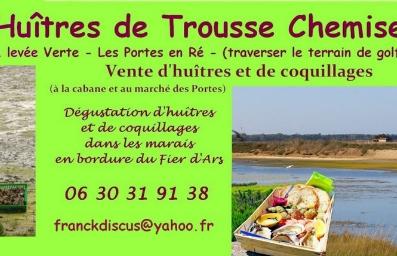 Huîtres de Trousse Chemise
levée Verte - Les Portes en Ré - (traverser le terrain de golf
Vente d'huîtres et de coquillages
(à la cabane et au marché des Portes)
Dégustation d'huîtres
et de coquillages
dans les marais
en bordure du Fier d'Ars
06 30 31 91 38
franckdiscus@yahoo.fr